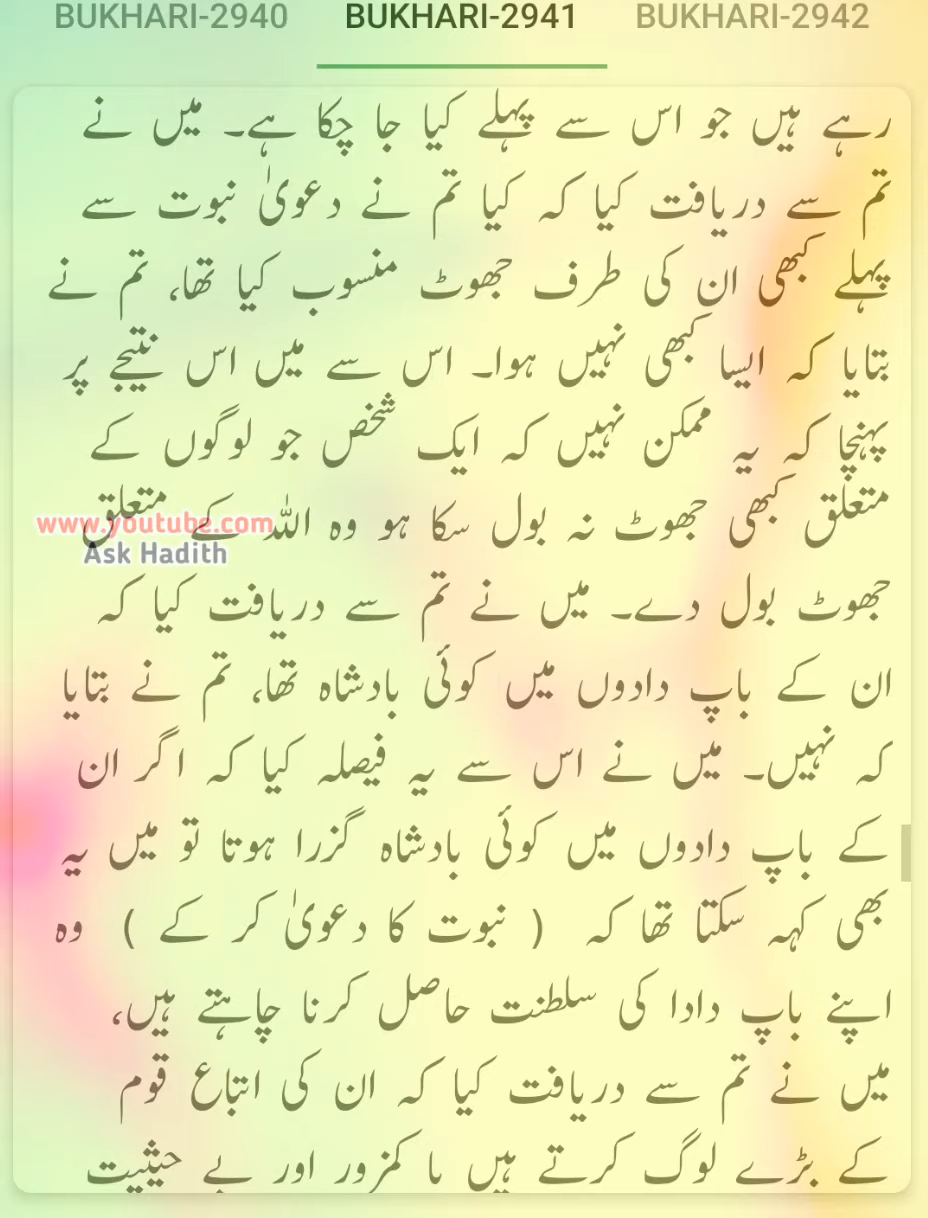 BUKHARI-2940 BUKHARI-2941 BUKHARI-2942
رہے ہیں جو اس سے پہلے کیا جا چکا ہے۔ میں نے
تم سے دریافت کیا کہ کیا تم نے دعویٰ نبوت سے
پہلے کبھی ان کی طرف جھوٹ منسوب کیا تھا، تم نے
بتایا کہ ایسا کبھی نہیں ہوا۔ اس سے میں اس نتیجے پر
پہنچا کہ یہ ممکن نہیں کہ ایک شخص جو لوگوں کے
متعلق کبھی جھوٹ نہ بول سکا ہو وہ اللہ کے متعلق
www.youtube.com
Ask Hadith
جھوٹ بول دے۔ میں نے تم سے دریافت کیا کہ
ان کے باپ دادوں میں کوئی بادشاہ تھا، تم نے بتایا
کہ نہیں۔ میں نے اس سے یہ فیصلہ کیا کہ اگر ان
کے باپ دادوں میں کوئی بادشاہ گزرا ہوتا تو میں یہ
بھی کہہ سکتا تھا کہ ( نبوت کا دعویٰ کر کے ) وہ
اپنے باپ دادا کی سلطنت حاصل کرنا چاہتے ہیں،
میں نے تم سے دریافت کیا کہ ان کی اتباع قوم
کے بڑے لوگ کرتے ہیں یا کمزور اور بے حیثیت